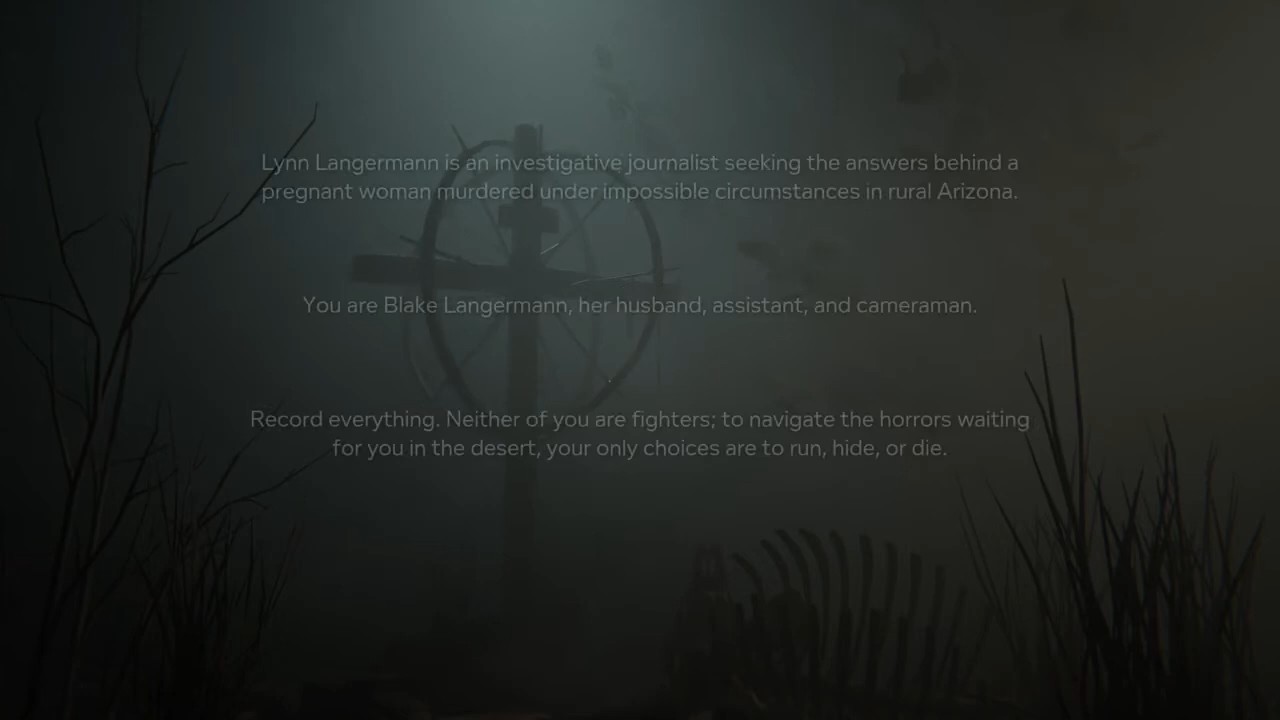 Lynn Langermann is an investigative journalist seeking the answers behind a
pregnant woman murdered under impossible circumstances in rural Arizona.
You are Blake Langermann, her husband, assistant, and cameraman.
Record everything. Neither of you are fighters; to navigate the horrors waiting
for you in the desert, your only choices are to run, hide, or die.